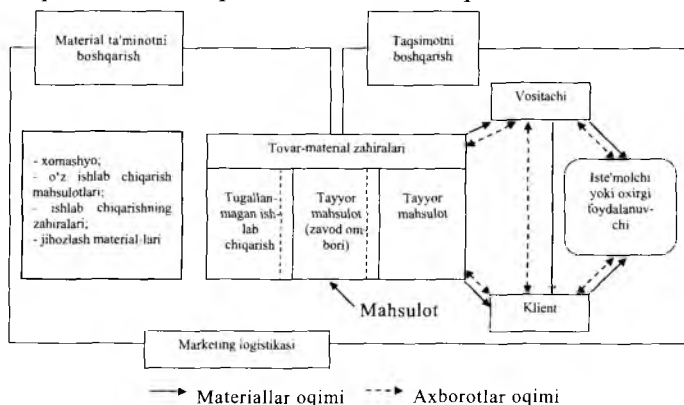 Material ta'minotni
boshqarish
Taqsimotni
boshqarish
Vositachi
- xomashyo;
- o'z ishlab chiqarish
mahsulotlari;
- ishlab chiqarishning
zahiralari;
- jihozlash material-lari
Tovar-material zahiralari
Tugallan-
magan ish-
lab
chiqarish
Tayyor
mahsulot
(zavod om-
bori)
Tayyor
mahsulot
Iste'molchi
yoki oxirgi
foydalanuv-
chi
Mahsulot
Klient
Marketing logistikasi
Materiallar oqimi
Axborotlar oqimi